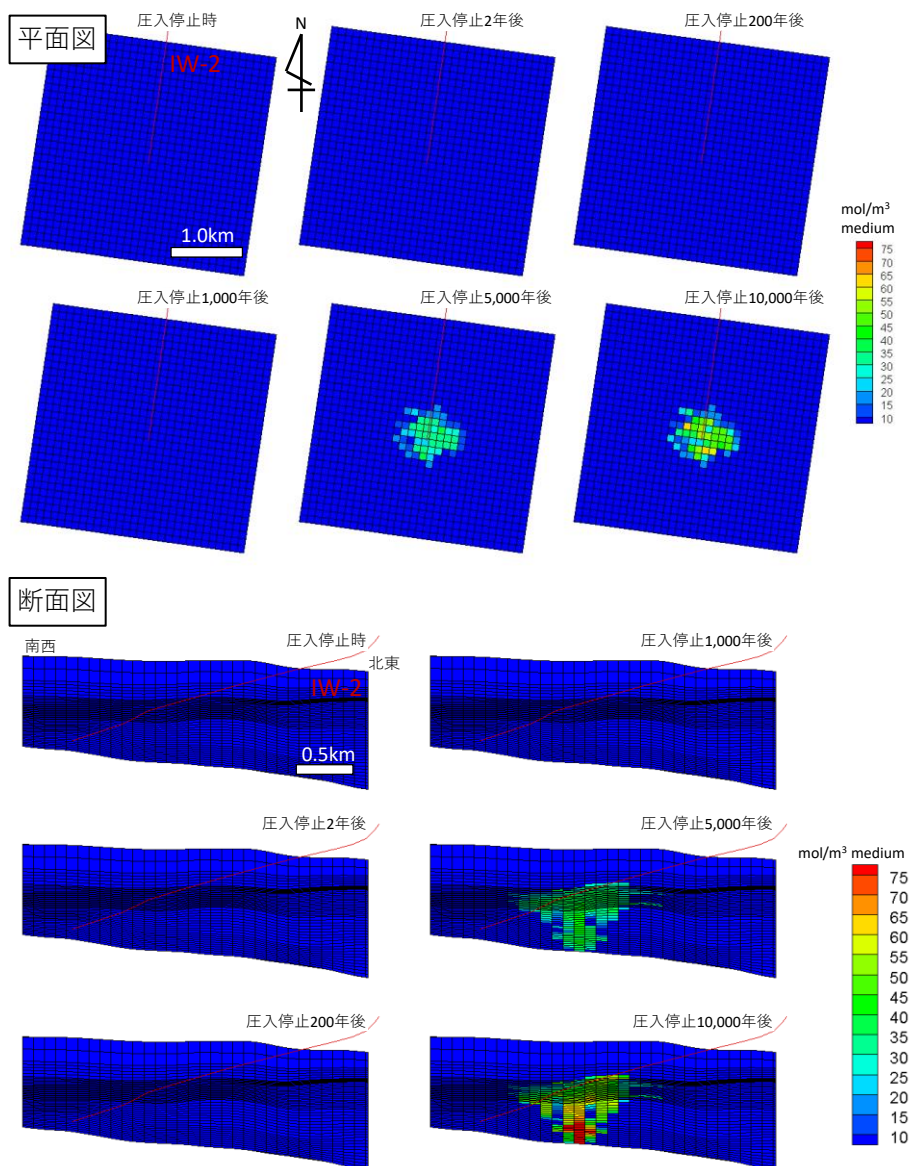 平面図
圧入停止時
IW-2
N
圧入停止2年後
圧入停止200年後
1.0km
mol/m³
medium
75
70
65
60
55
50
45
40
35
30
25
20
15
10
圧入停止1,000年後
圧入停止5,000年後
圧入停止10,000年後
断面図
南西
圧入停止時
北東
IW-2
0.5km
圧入停止1,000年後
圧入停止2年後
圧入停止5,000年後
mol/m³ medium
75
70
65
60
55
50
45
40
35
30
25
20
15
10
圧入停止200年後
圧入停止10,000年後